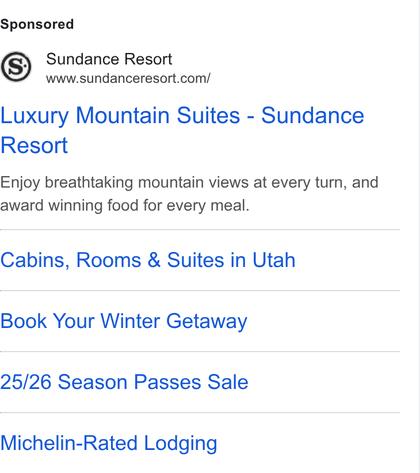 Sponsored
S
Sundance Resort
www.sundanceresort.com/
Luxury Mountain Suites - Sundance
Resort
Enjoy breathtaking mountain views at every turn, and
award winning food for every meal.
Cabins, Rooms & Suites in Utah
Book Your Winter Getaway
25/26 Season Passes Sale
Michelin-Rated Lodging